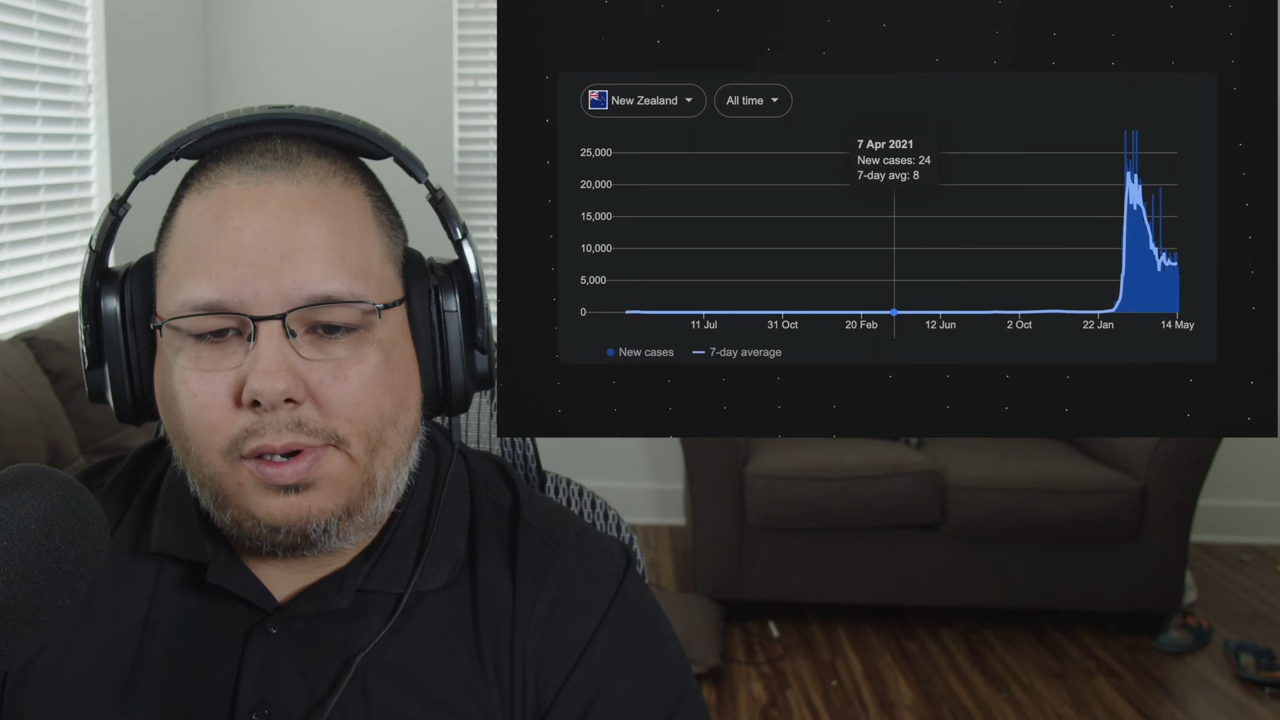 New Zealand
All time
7 Apr 2021
New cases: 24
7-day avg: 8
25,000
20,000
15,000
10,000
5,000
0
11 Jul
31 Oct
20 Feb
12 Jun
2 Oct
22 Jan
14 May
New cases
7-day average